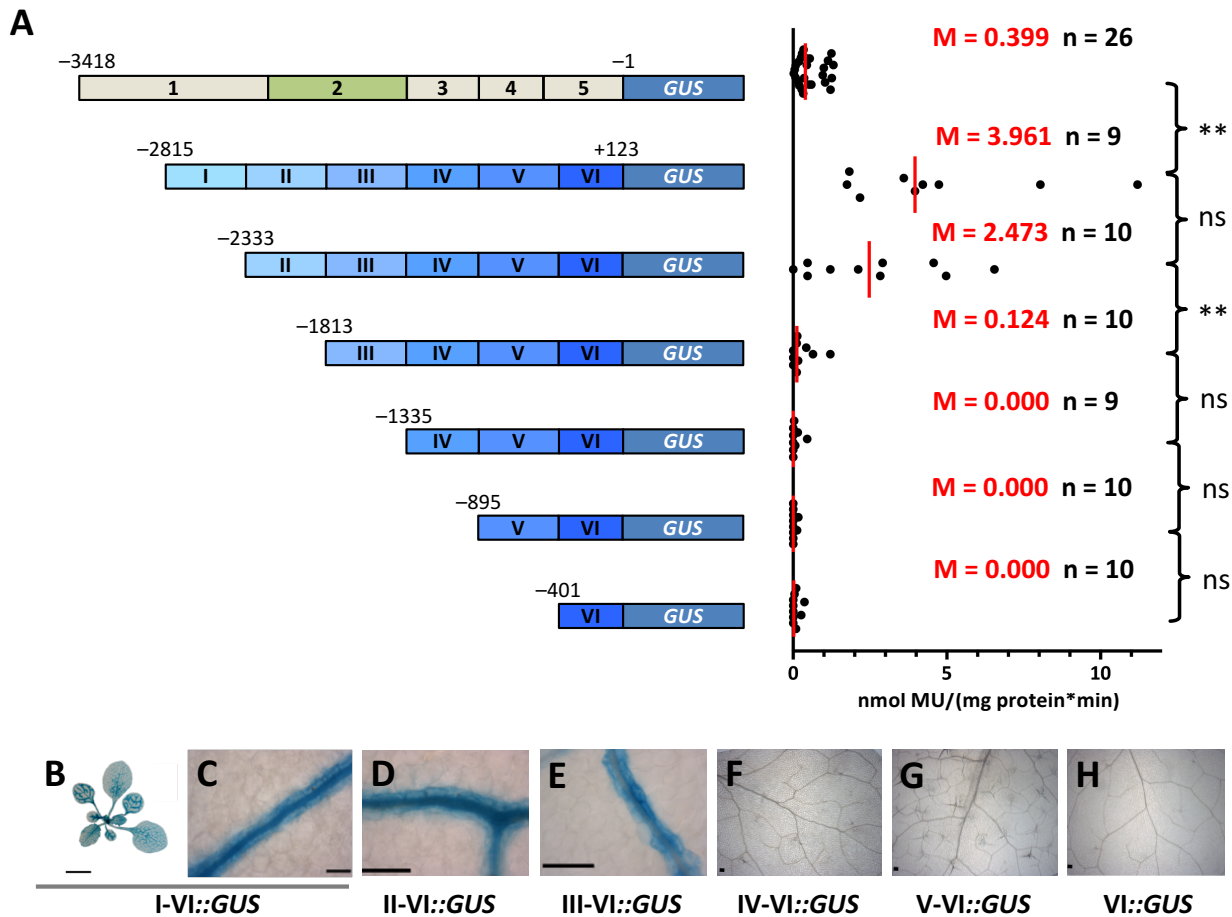 A
M = 0.399 n = 26
–3418 –1
1 2 3 4 5 GUS
**
M = 3.961 n = 9
–2815 +123
I II III IV V VI GUS
ns
M = 2.473 n = 10
–2333
II III IV V VI GUS
**
M = 0.124 n = 10
–1813
III IV V VI GUS
ns
M = 0.000 n = 9
–1335
IV V VI GUS
ns
M = 0.000 n = 10
–895
V VI GUS
ns
M = 0.000 n = 10
–401
VI GUS
0 5 10
nmol MU/(mg protein*min)
B C D E F G H
I-VI::GUS II-VI::GUS III-VI::GUS IV-VI::GUS V-VI::GUS VI::GUS